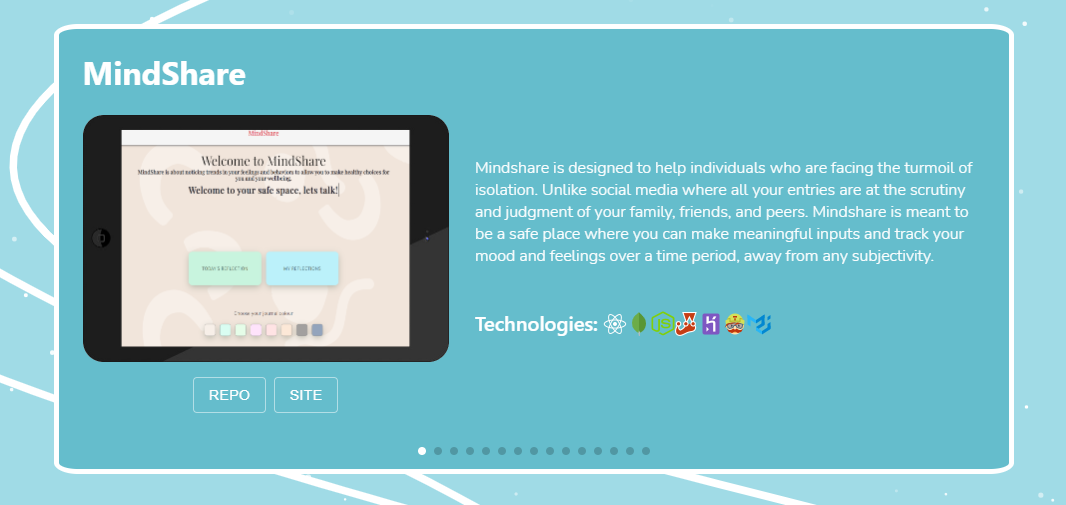 MindShare
MindShare
Welcome to MindShare
MindShare is about noticing trends in your feelings and behaviors to allow you to make healthy choices for
you and your wellbeing.
Welcome to your safe space, lets talk!
TODAY'S REFLECTION
MY REFLECTIONS
Choose your journal colour
REPO
SITE
Mindshare is designed to help individuals who are facing the turmoil of
isolation. Unlike social media where all your entries are at the scrutiny
and judgment of your family, friends, and peers. Mindshare is meant to
be a safe place where you can make meaningful inputs and track your
mood and feelings over a time period, away from any subjectivity.
Technologies: